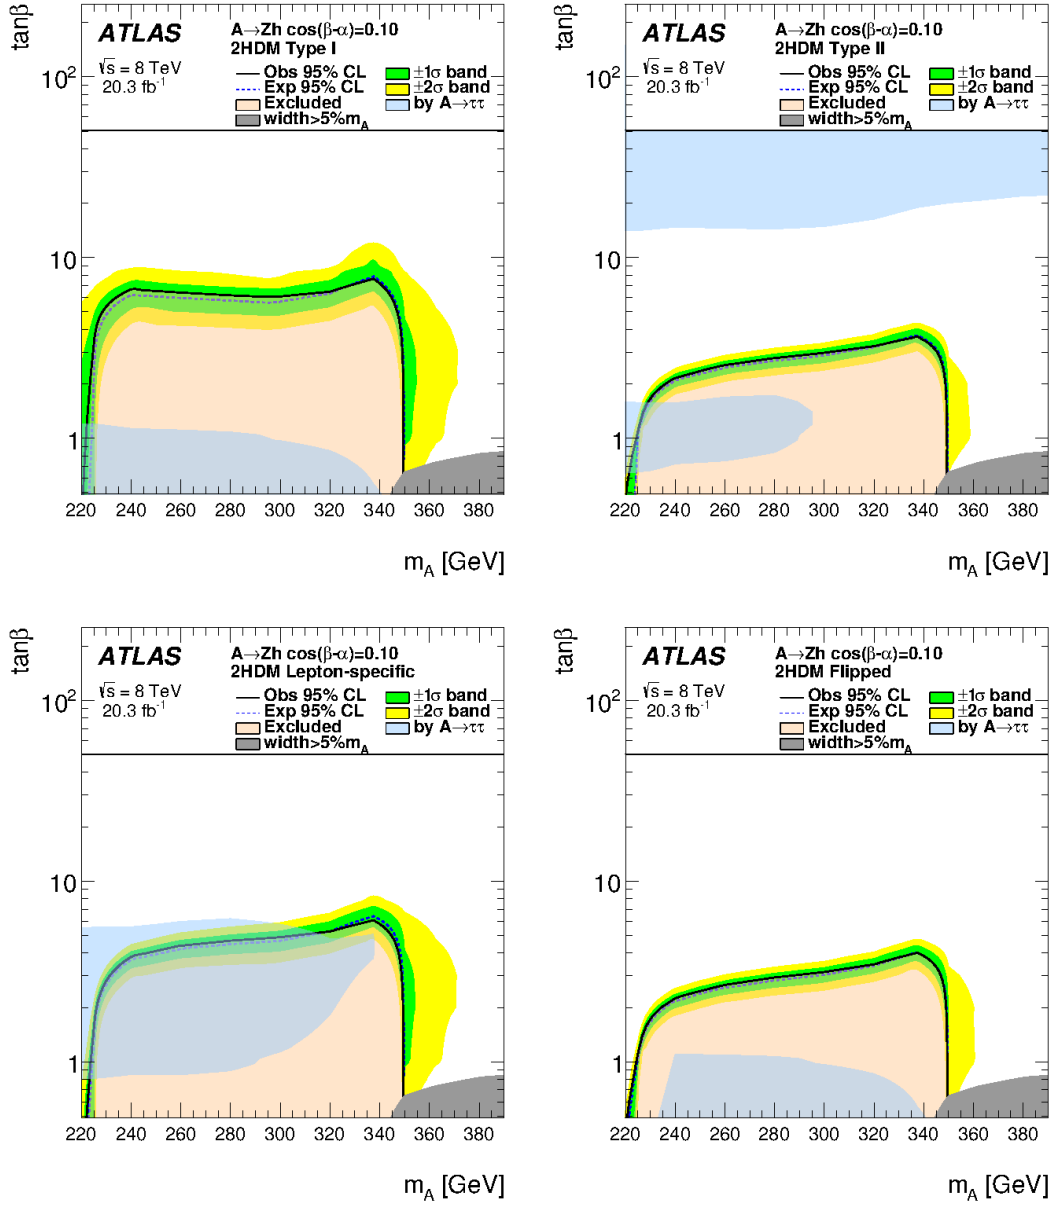 tanβ
ATLAS
√s = 8 TeV
20.3 fb⁻¹
A→Zh cos(β-α)=0.10
2HDM Type I
Obs 95% CL
Exp 95% CL
Excluded
width>5%m_A
±1σ band
±2σ band
by A→ττ
10²
10
1
220 240 260 280 300 320 340 360 380
m_A [GeV]
tanβ
ATLAS
√s = 8 TeV
20.3 fb⁻¹
A→Zh cos(β-α)=0.10
2HDM Type II
Obs 95% CL
Exp 95% CL
Excluded
width>5%m_A
±1σ band
±2σ band
by A→ττ
10²
10
1
220 240 260 280 300 320 340 360 380
m_A [GeV]
tanβ
ATLAS
√s = 8 TeV
20.3 fb⁻¹
A→Zh cos(β-α)=0.10
2HDM Lepton-specific
Obs 95% CL
Exp 95% CL
Excluded
width>5%m_A
±1σ band
±2σ band
by A→ττ
10²
10
1
220 240 260 280 300 320 340 360 380
m_A [GeV]
tanβ
ATLAS
√s = 8 TeV
20.3 fb⁻¹
A→Zh cos(β-α)=0.10
2HDM Flipped
Obs 95% CL
Exp 95% CL
Excluded
width>5%m_A
±1σ band
±2σ band
by A→ττ
10²
10
1
220 240 260 280 300 320 340 360 380
m_A [GeV]